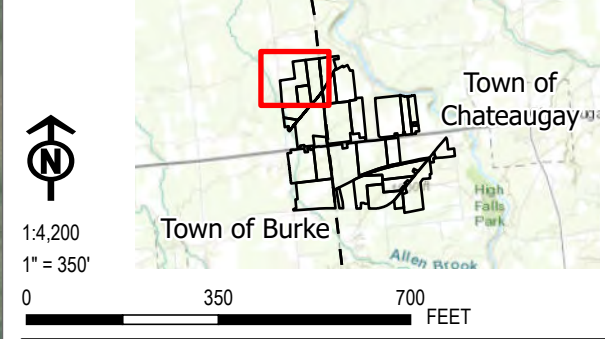 Town of
Chateaugay
High
Falls
Park
Town of Burke
Allen Brook
N
1:4,200
1" = 350'
0 350 700
FEET